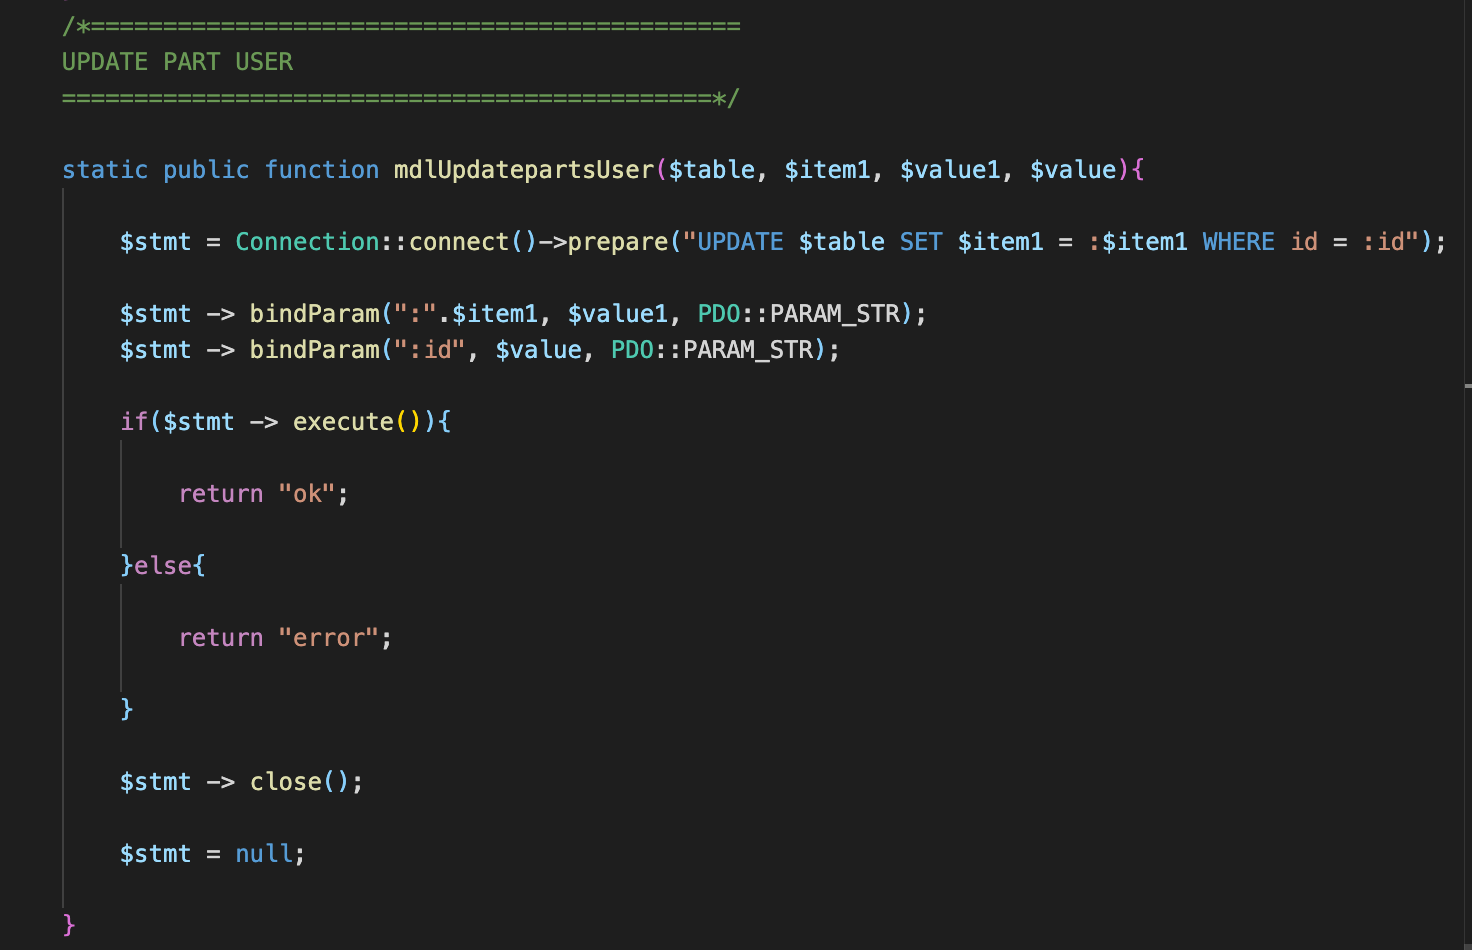 /*=============================================
UPDATE PART USER
=============================================*/
static public function mdlUpdatepartsUser($table, $item1, $value1, $value){
$stmt = Connection::connect()->prepare("UPDATE $table SET $item1 = :$item1 WHERE id = :id");
$stmt -> bindParam(":".$item1, $value1, PDO::PARAM_STR);
$stmt -> bindParam(":id", $value, PDO::PARAM_STR);
if($stmt -> execute()){
return "ok";
}else{
return "error";
}
$stmt -> close();
$stmt = null;
}